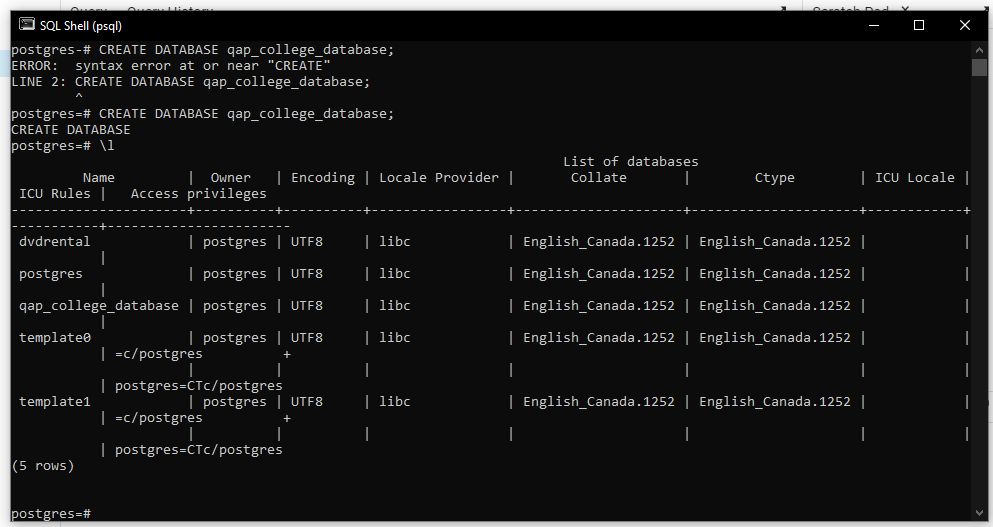 Query Query History
Scratch Pad X
SQL Shell (psql)
postgres-# CREATE DATABASE qap_college_database;
ERROR:  syntax error at or near "CREATE"
LINE 2: CREATE DATABASE qap_college_database;
        ^
postgres=# CREATE DATABASE qap_college_database;
CREATE DATABASE
postgres=# \l
                                                                     List of databases
         Name         |  Owner   | Encoding | Locale Provider |       Collate       |        Ctype        | ICU Locale |
 ICU Rules |   Access privileges
----------------------+----------+----------+-----------------+---------------------+---------------------+------------+
-----------+-----------------------
 dvdrental            | postgres | UTF8     | libc            | English_Canada.1252 | English_Canada.1252 |            |
           |
 postgres             | postgres | UTF8     | libc            | English_Canada.1252 | English_Canada.1252 |            |
           |
 qap_college_database | postgres | UTF8     | libc            | English_Canada.1252 | English_Canada.1252 |            |
           |
 template0            | postgres | UTF8     | libc            | English_Canada.1252 | English_Canada.1252 |            |
           | =c/postgres          +
                      |          |          |                 |                     |                     |            |
           | postgres=CTc/postgres
 template1            | postgres | UTF8     | libc            | English_Canada.1252 | English_Canada.1252 |            |
           | =c/postgres          +
                      |          |          |                 |                     |                     |            |
           | postgres=CTc/postgres
(5 rows)
postgres=#